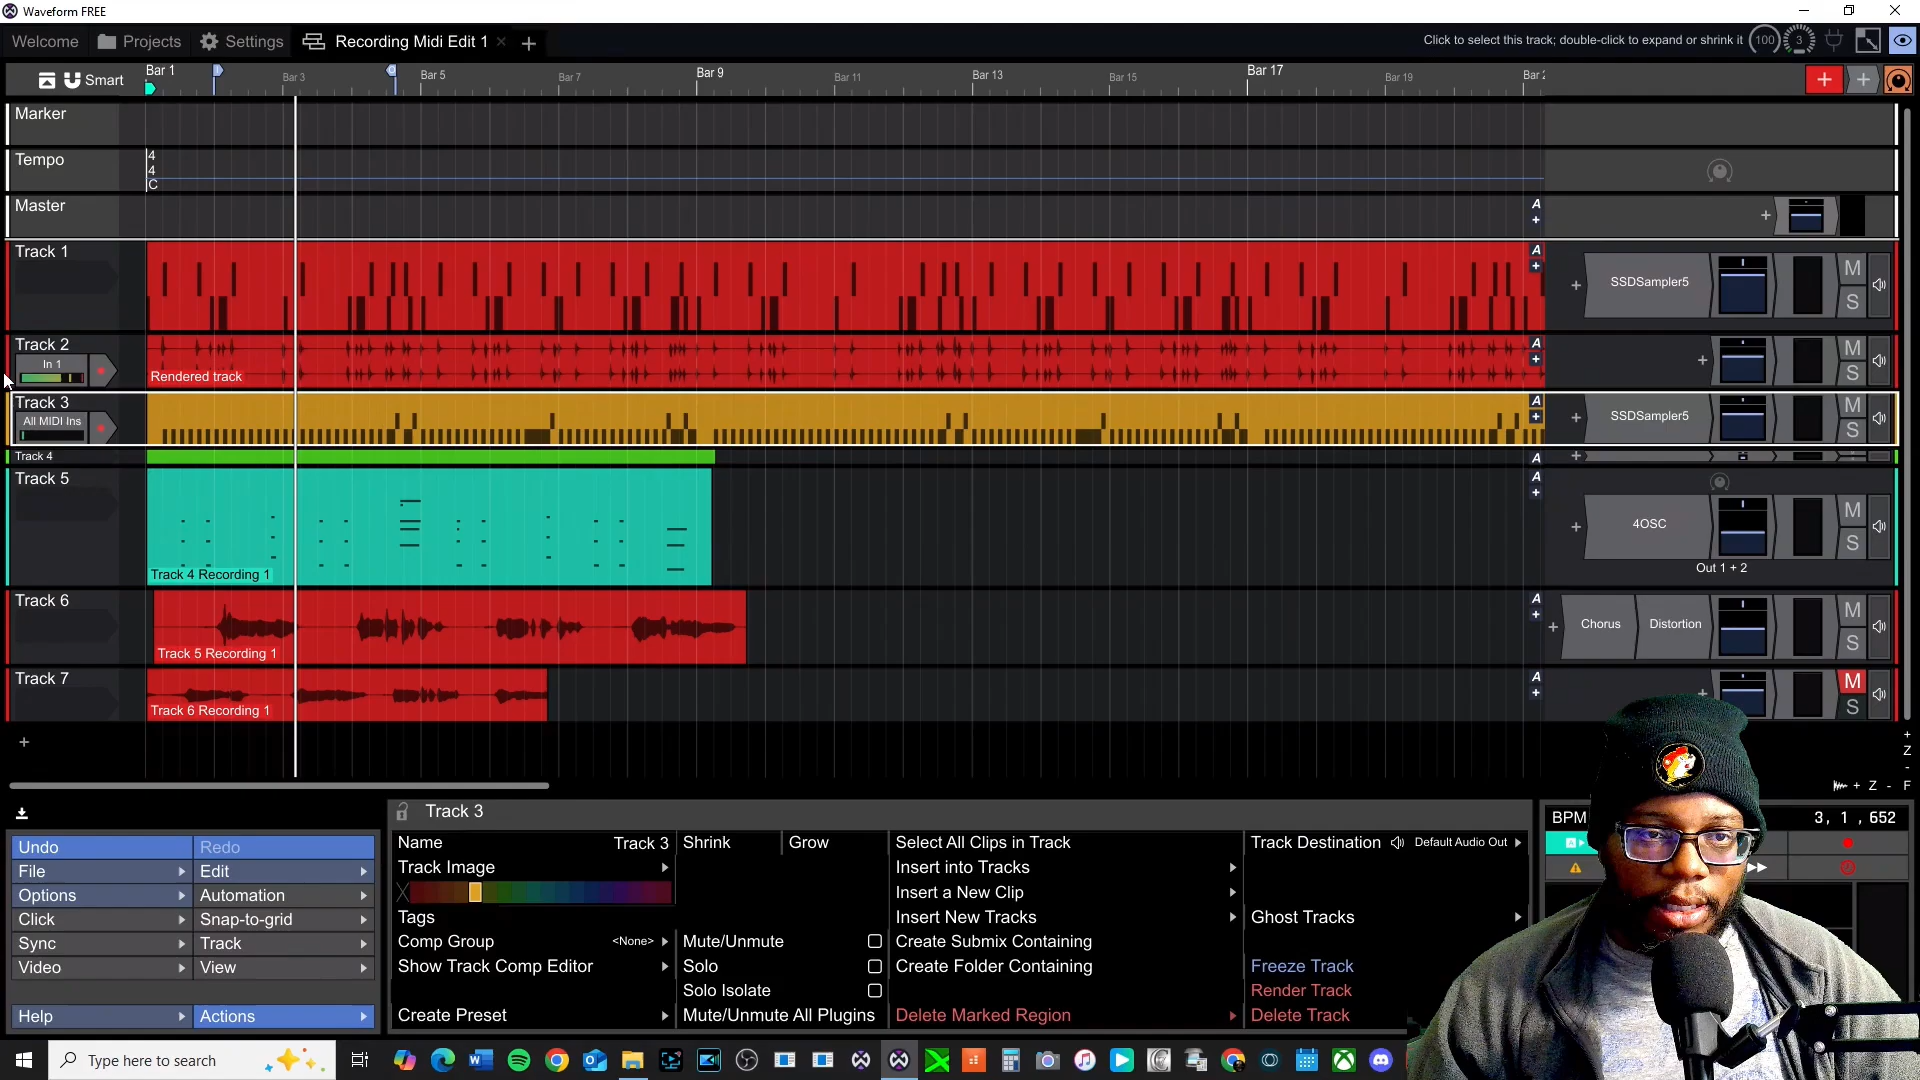 Waveform FREE
Welcome
Projects
Settings
Recording Midi Edit 1
Click to select this track; double-click to expand or shrink it
100
3
Smart
Bar 1
Bar 3
Bar 5
Bar 7
Bar 9
Bar 11
Bar 13
Bar 15
Bar 17
Bar 19
Marker
Tempo
4
4
C
Master
A
Track 1
A
SSDSampler5
M
S
Track 2
In 1
Rendered track
A
M
S
Track 3
All MIDI Ins
A
SSDSampler5
M
S
Track 4
A
Track 5
Track 4 Recording 1
A
4OSC
M
S
Out 1 + 2
Track 6
Track 5 Recording 1
A
Chorus
Distortion
M
S
Track 7
Track 6 Recording 1
A
M
S
+
Z
-
+ Z - F
Track 3
Undo
Redo
File
Edit
Options
Automation
Click
Snap-to-grid
Sync
Track
Video
View
Help
Actions
Name
Track 3
Track Image
Tags
Comp Group
<None>
Show Track Comp Editor
Create Preset
Shrink
Grow
Mute/Unmute
Solo
Solo Isolate
Mute/Unmute All Plugins
Select All Clips in Track
Insert into Tracks
Insert a New Clip
Insert New Tracks
Create Submix Containing
Create Folder Containing
Delete Marked Region
Track Destination
Default Audio Out
Ghost Tracks
Freeze Track
Render Track
Delete Track
BPM
3, 1 , 652
Type here to search